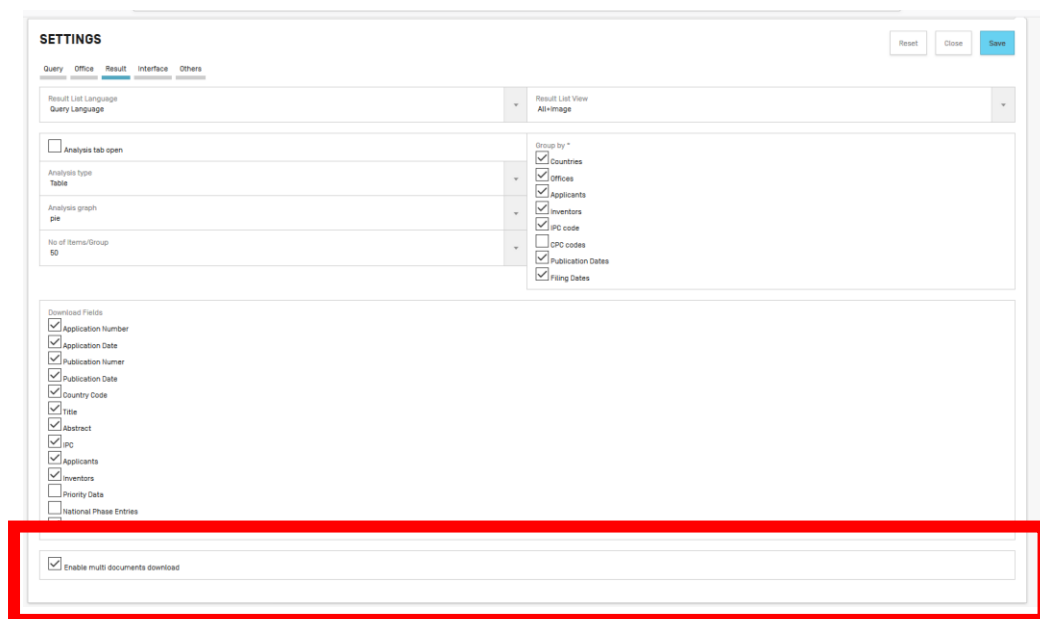 SETTINGS
Reset Close Save
Query Office Result Interface Others
Result List Language
Query Language
Result List View
All+Image
Analysis tab open
Analysis type
Table
Analysis graph
pie
No of Items/Group
50
Group by *
Countries
Offices
Applicants
Inventors
IPC code
CPC codes
Publication Dates
Filing Dates
Download Fields
Application Number
Application Date
Publication Numer
Publication Date
Country Code
Title
Abstract
IPC
Applicants
Inventors
Priority Data
National Phase Entries
Enable multi documents download